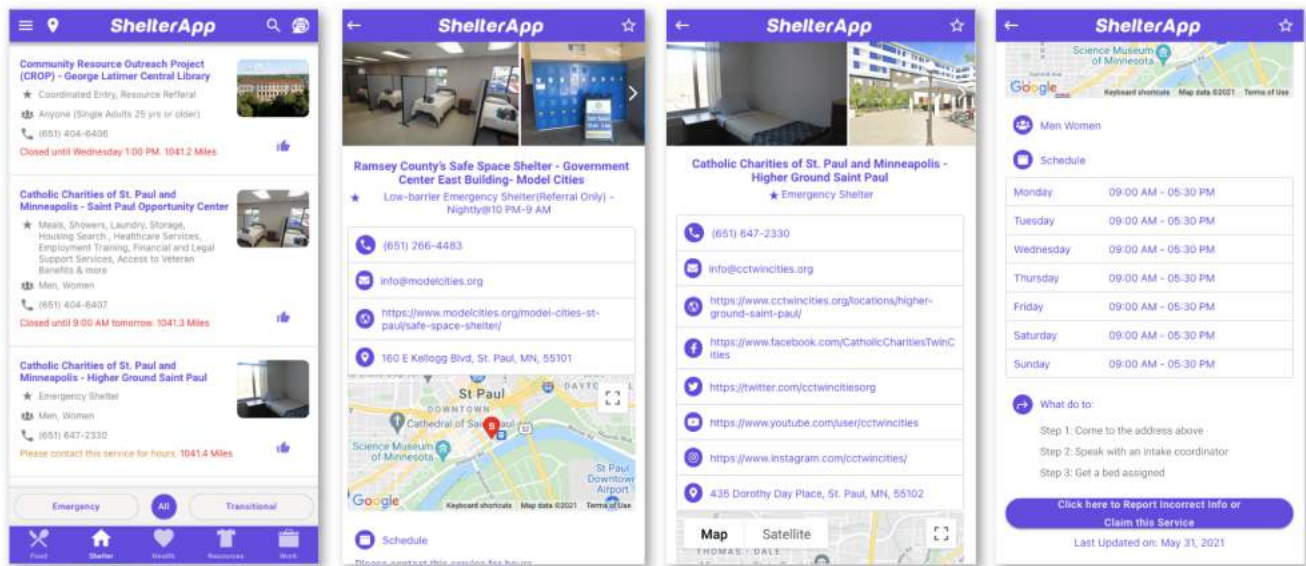 ShelterApp
Community Resource Outreach Project
(CROP) - George Latimer Central Library
Coordinated Entry, Resource Refferal
Anyone (Single Adults 25 yrs or older)
(651) 404-6406
Closed until Wednesday 1:00 PM. 1041.2 Miles
Catholic Charities of St. Paul and
Minneapolis - Saint Paul Opportunity Center
Meals, Showers, Laundry, Storage,
Housing Search , Healthcare Services,
Employment Training, Financial and Legal
Support Services, Access to Veteran
Benefits & more
Men, Women
(651) 404-6407
Closed until 9:00 AM tomorrow. 1041.3 Miles
Catholic Charities of St. Paul and
Minneapolis - Higher Ground Saint Paul
Emergency Shelter
Men, Women
(651) 647-2330
Please contact this service for hours. 1041.4 Miles
Emergency
All
Transitional
Food
Shelter
Health
Resources
Work
ShelterApp
Ramsey County's Safe Space Shelter - Government
Center East Building- Model Cities
Low-barrier Emergency Shelter(Referral Only) -
Nightly@10 PM-9 AM
(651) 266-4483
info@modelcities.org
https://www.modelcities.org/model-cities-st-
paul/safe-space-shelter/
160 E Kellogg Blvd, St. Paul, MN, 55101
St Paul
DOWNTOWN
Cathedral of Saint Paul
Science Museum
of Minnesota
52
St Paul
Downtown
Airport
Google
Keyboard shortcuts Map data ©2021 Terms of Use
Schedule
Please contact this service for hours
ShelterApp
Catholic Charities of St. Paul and Minneapolis -
Higher Ground Saint Paul
Emergency Shelter
(651) 647-2330
info@cctwincities.org
https://www.cctwincities.org/locations/higher-
ground-saint-paul/
https://www.facebook.com/CatholicCharitiesTwinC
ities
https://twitter.com/cctwincitiesorg
https://www.youtube.com/user/cctwincities
https://www.instagram.com/cctwincities/
435 Dorothy Day Place, St. Paul, MN, 55102
Map
Satellite
THOMAS - DALE
ShelterApp
Science Museum
of Minnesota
Google
Keyboard shortcuts Map data ©2021 Terms of Use
Men Women
Schedule
Monday 09:00 AM - 05:30 PM
Tuesday 09:00 AM - 05:30 PM
Wednesday 09:00 AM - 05:30 PM
Thursday 09:00 AM - 05:30 PM
Friday 09:00 AM - 05:30 PM
Saturday 09:00 AM - 05:30 PM
Sunday 09:00 AM - 05:30 PM
What do to:
Step 1: Come to the address above
Step 2: Speak with an intake coordinator
Step 3: Get a bed assigned
Click here to Report Incorrect Info or
Claim this Service
Last Updated on: May 31, 2021